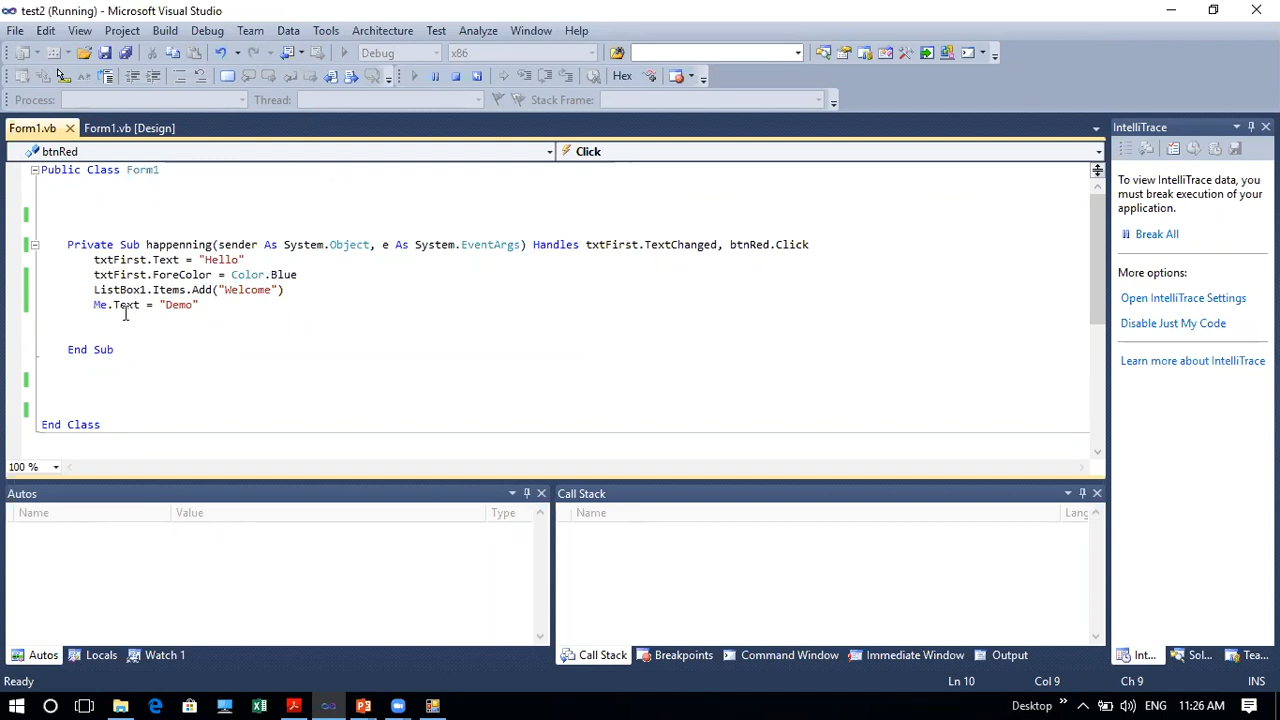 test2 (Running) - Microsoft Visual Studio
File Edit View Project Build Debug Team Data Tools Architecture Test Analyze Window Help
Debug x86
Hex
Process: Thread: Stack Frame:
Form1.vb Form1.vb [Design]
btnRed Click
Public Class Form1
Private Sub happenning(sender As System.Object, e As System.EventArgs) Handles txtFirst.TextChanged, btnRed.Click
txtFirst.Text = "Hello"
txtFirst.ForeColor = Color.Blue
ListBox1.Items.Add("Welcome")
Me.Text = "Demo"
End Sub
End Class
100 %
IntelliTrace
To view IntelliTrace data, you
must break execution of your
application.
Break All
More options:
Open IntelliTrace Settings
Disable Just My Code
Learn more about IntelliTrace
Autos
Name Value Type
Call Stack
Name Lang
Autos Locals Watch 1
Call Stack Breakpoints Command Window Immediate Window Output
Int... Sol... Tea...
Ready Ln 10 Col 9 Ch 9 INS
Desktop ENG 11:26 AM